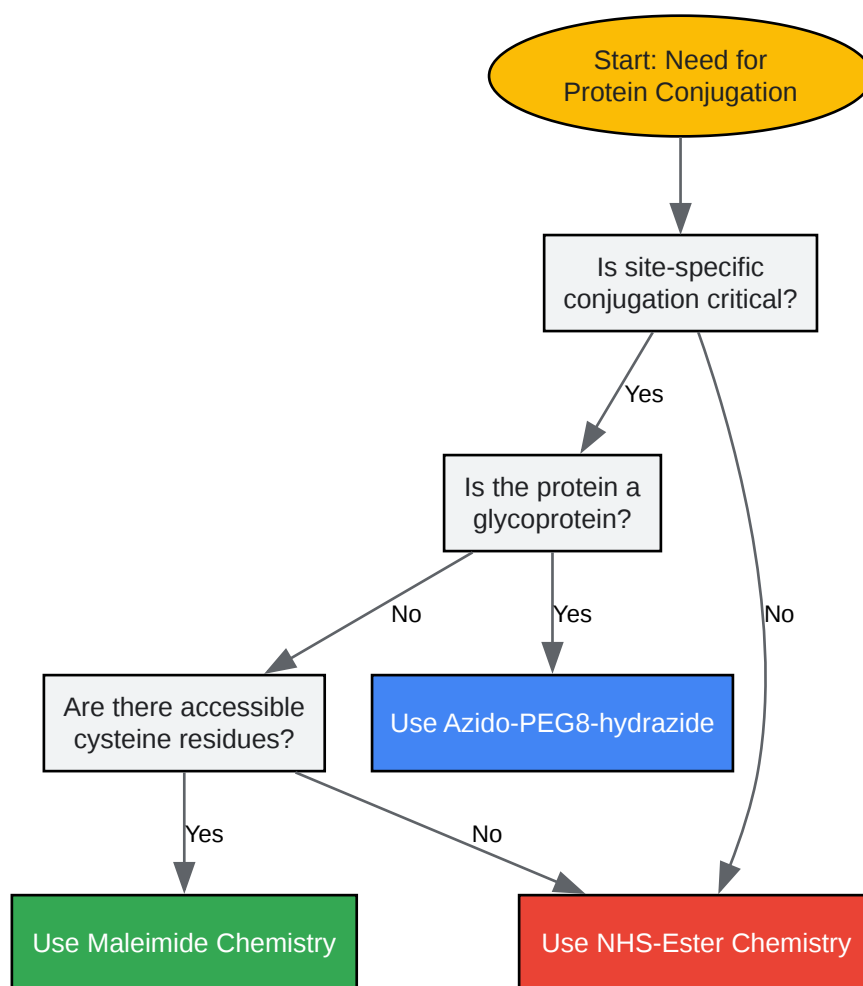 Start: Need for
Protein Conjugation
Is site-specific
conjugation critical?
Yes
Is the protein a
glycoprotein?
No
Yes
No
Are there accessible
cysteine residues?
Use Azido-PEG8-hydrazide
Yes
No
Use Maleimide Chemistry
Use NHS-Ester Chemistry